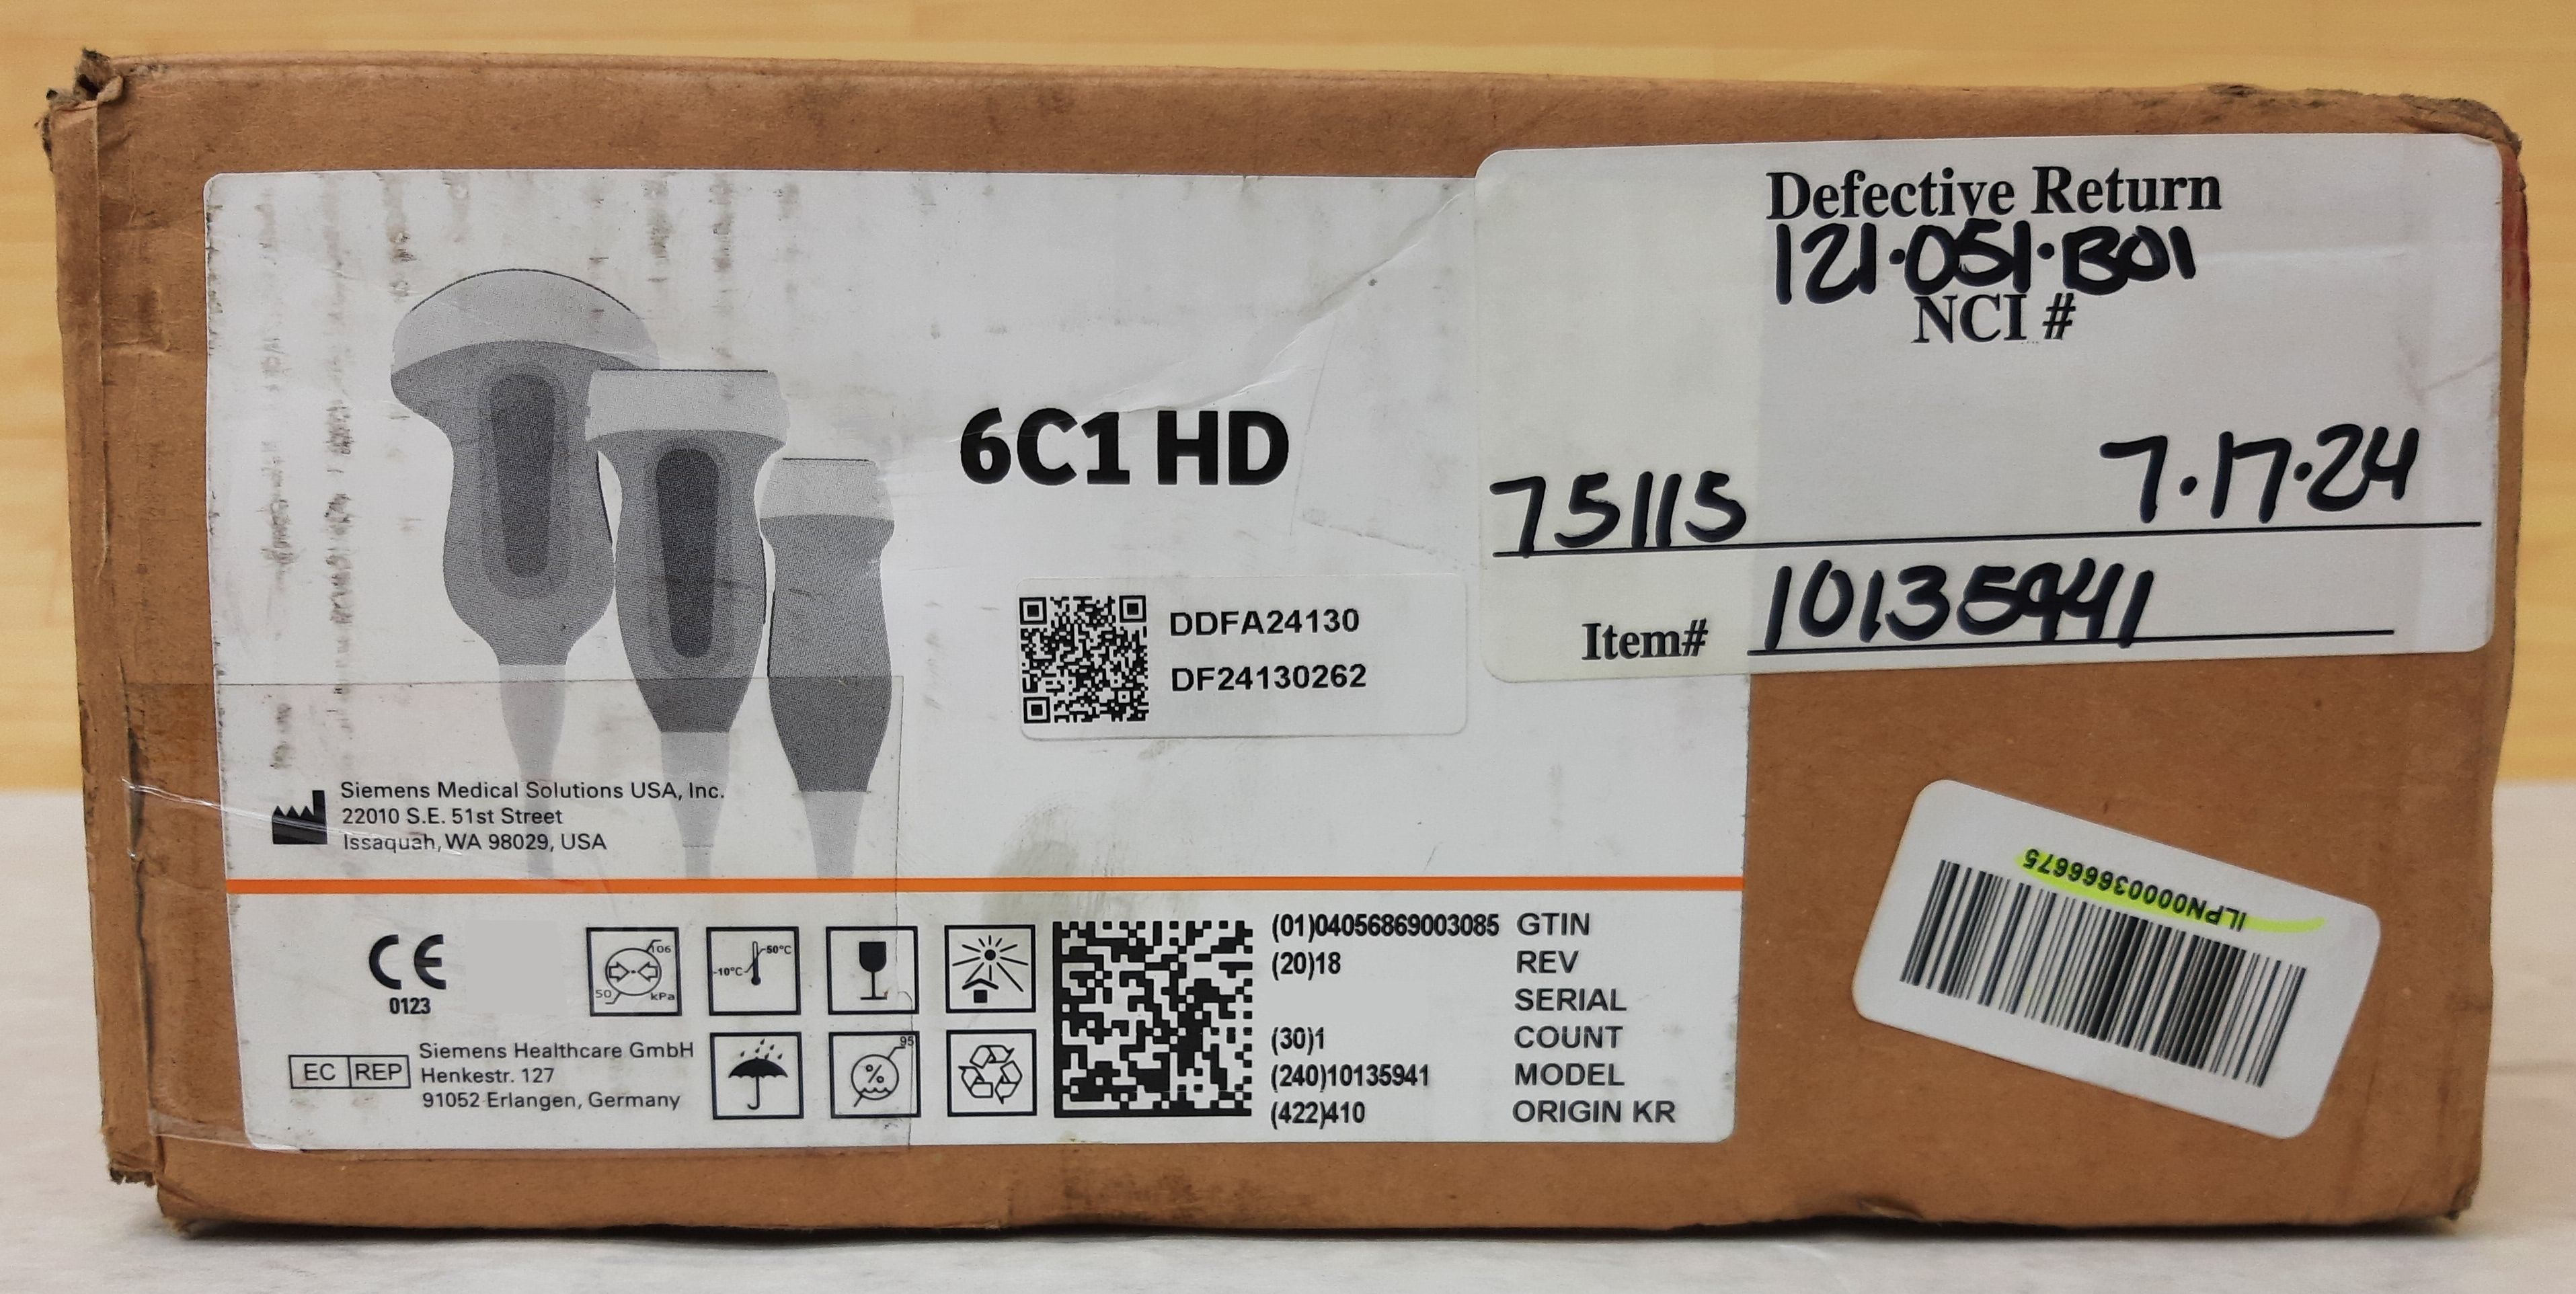 Defective Return
121·051·B01
NCI #
75115 7·17·24
Item# 10135941
6C1 HD
DDFA24130
DF24130262
Siemens Medical Solutions USA, Inc.
22010 S.E. 51st Street
Issaquah, WA 98029, USA
CE
0123
106
50 kPa
50°C
-10°C
95
%
EC REP
Siemens Healthcare GmbH
Henkestr. 127
91052 Erlangen, Germany
(01)04056869003085 GTIN
(20)18 REV
SERIAL
(30)1 COUNT
(240)10135941 MODEL
(422)410 ORIGIN KR
ILPN00003666675